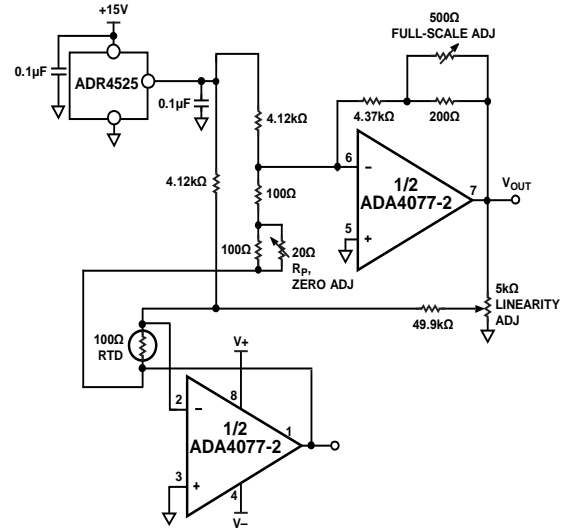 +15V
0.1µF
ADR4525
0.1µF
4.12kΩ
4.12kΩ
100Ω
100Ω
20Ω
RP,
ZERO ADJ
500Ω
FULL-SCALE ADJ
4.37kΩ
200Ω
6
–
1/2
ADA4077-2
7
VOUT
5
+
5kΩ
LINEARITY
ADJ
49.9kΩ
100Ω
RTD
V+
8
2
–
1/2
ADA4077-2
1
3
+
4
V–